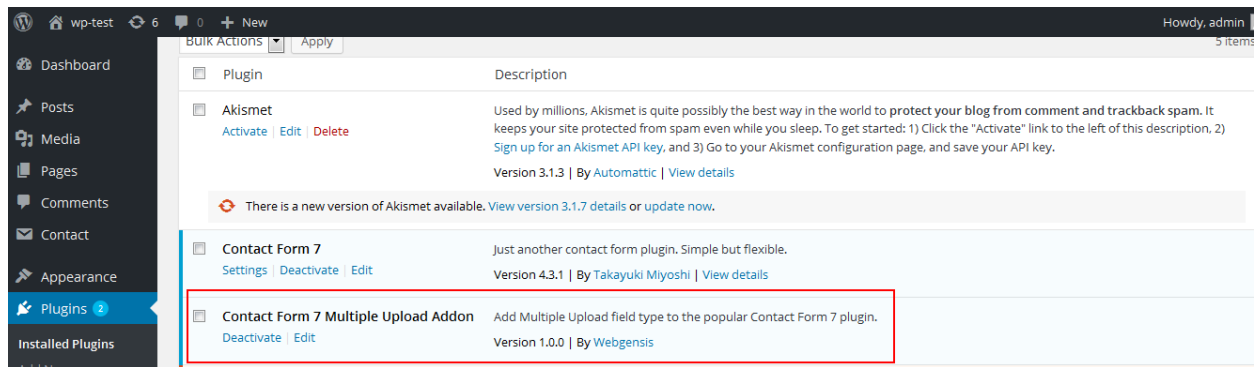 wp-test 6 0 + New Howdy, admin
Bulk Actions Apply 5 items
Dashboard
Posts
Media
Pages
Comments
Contact
Appearance
Plugins 2
Installed Plugins
Plugin Description
Akismet
Activate | Edit | Delete
Used by millions, Akismet is quite possibly the best way in the world to protect your blog from comment and trackback spam. It
keeps your site protected from spam even while you sleep. To get started: 1) Click the "Activate" link to the left of this description, 2)
Sign up for an Akismet API key, and 3) Go to your Akismet configuration page, and save your API key.
Version 3.1.3 | By Automattic | View details
There is a new version of Akismet available. View version 3.1.7 details or update now.
Contact Form 7
Settings | Deactivate | Edit
Just another contact form plugin. Simple but flexible.
Version 4.3.1 | By Takayuki Miyoshi | View details
Contact Form 7 Multiple Upload Addon
Deactivate | Edit
Add Multiple Upload field type to the popular Contact Form 7 plugin.
Version 1.0.0 | By Webgensis